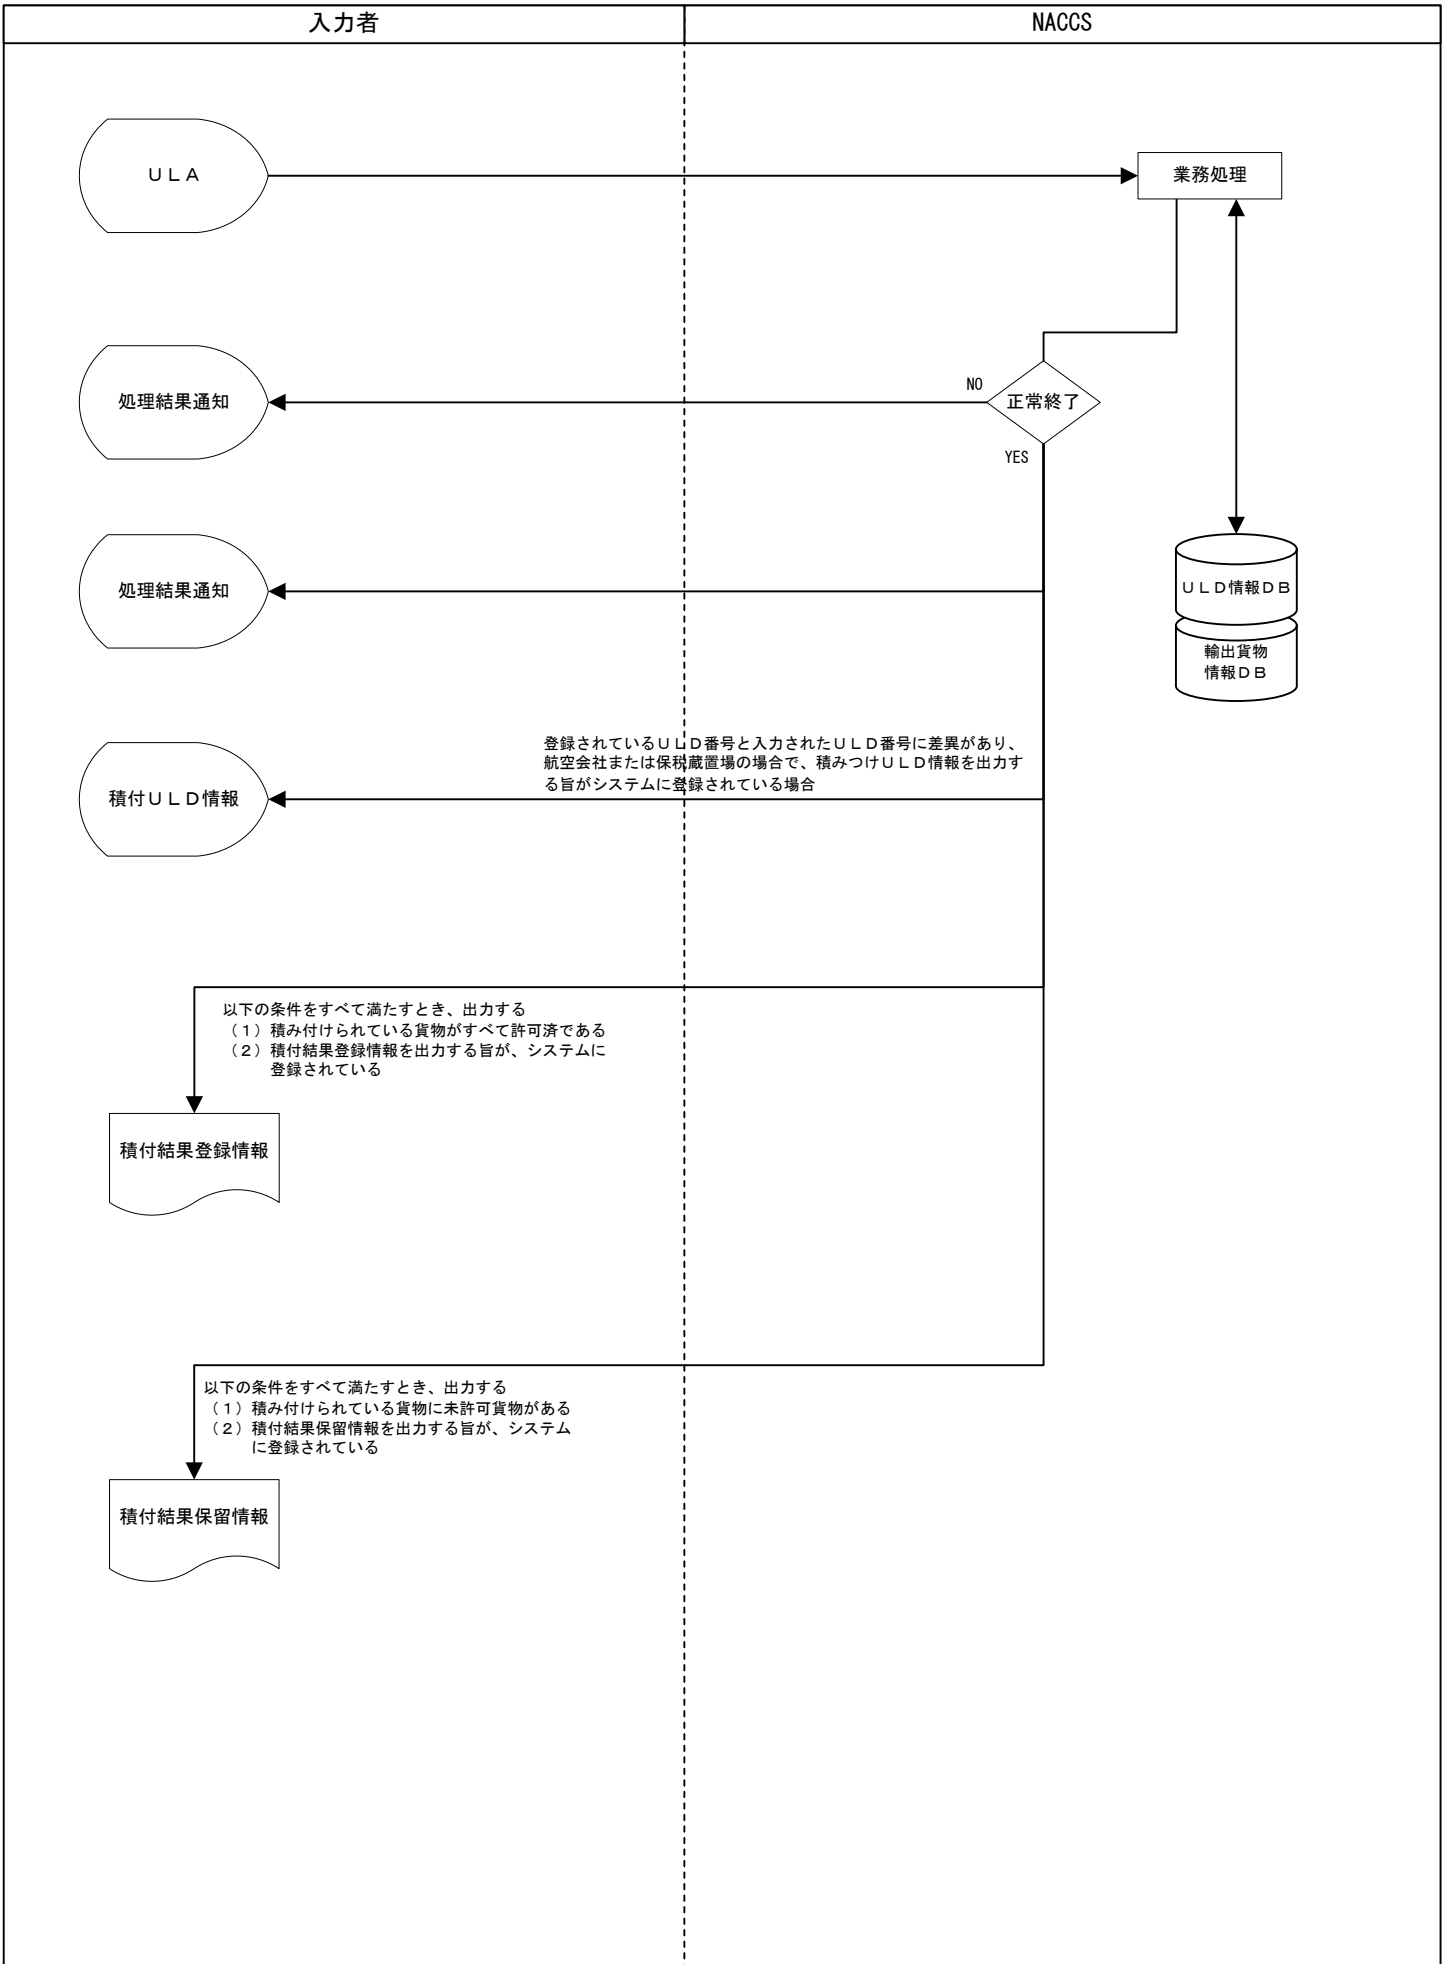 入力者
NACCS
ＵＬＡ
業務処理
処理結果通知
NO
正常終了
YES
処理結果通知
ＵＬＤ情報ＤＢ
輸出貨物
情報ＤＢ
登録されているＵＬＤ番号と入力されたＵＬＤ番号に差異があり、
航空会社または保税蔵置場の場合で、積みつけＵＬＤ情報を出力す
る旨がシステムに登録されている場合
積付ＵＬＤ情報
以下の条件をすべて満たすとき、出力する
（１）積み付けられている貨物がすべて許可済である
（２）積付結果登録情報を出力する旨が、システムに
登録されている
積付結果登録情報
以下の条件をすべて満たすとき、出力する
（１）積み付けられている貨物に未許可貨物がある
（２）積付結果保留情報を出力する旨が、システム
に登録されている
積付結果保留情報